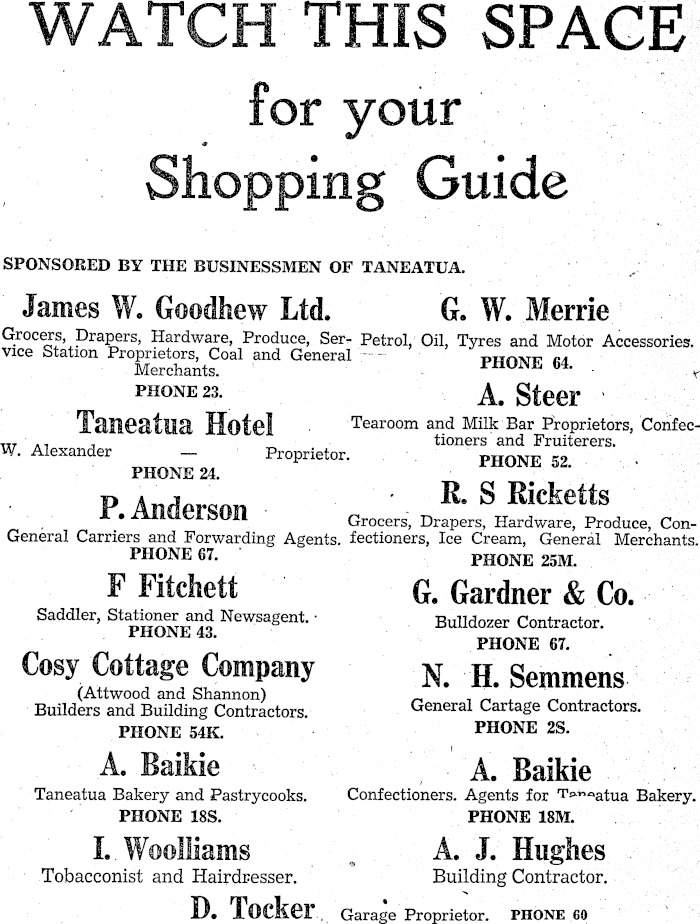 WATCH THIS SPACE
for your
Shopping Guide
SPONSORED BY THE BUSINESSMEN OF TANEATUA.
James W. Goodhew Ltd.
Grocers, Drapers, Hardware, Produce, Ser-
vice Station Proprietors, Coal and General
Merchants.
PHONE 23.
Taneatua Hotel
W. Alexander — Proprietor.
PHONE 24.
P. Anderson
General Carriers and Forwarding Agents.
PHONE 67.
F Fitchett
Saddler, Stationer and Newsagent.
PHONE 43.
Cosy Cottage Company
(Attwood and Shannon)
Builders and Building Contractors.
PHONE 54K.
A. Baikie
Taneatua Bakery and Pastrycooks.
PHONE 18S.
I. Woolliams
Tobacconist and Hairdresser.
G. W. Merrie
Petrol, Oil, Tyres and Motor Accessories.
PHONE 64.
A. Steer
Tearoom and Milk Bar Proprietors, Confec-
tioners and Fruiterers.
PHONE 52.
R. S Ricketts
Grocers, Drapers, Hardware, Produce, Con-
fectioners, Ice Cream, General Merchants.
PHONE 25M.
G. Gardner & Co.
Bulldozer Contractor.
PHONE 67.
N. H. Semmens
General Cartage Contractors.
PHONE 2S.
A. Baikie
Confectioners. Agents for Taneatua Bakery.
PHONE 18M.
A. J. Hughes
Building Contractor.
D. Tocker Garage Proprietor. PHONE 60